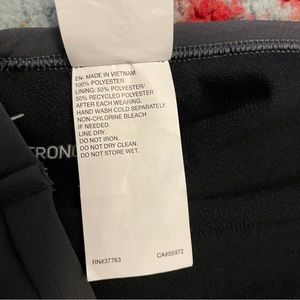 EN: MADE IN VIETNAM
100% POLYESTER
LINING: 50% POLYESTER/
50% RECYCLED POLYESTER
AFTER EACH WEARING.
HAND WASH COLD SEPARATELY.
NON-CHLORINE BLEACH
IF NEEDED.
LINE DRY.
DO NOT IRON.
DO NOT DRY CLEAN.
DO NOT STORE WET.
TRONG
RN#37763 CA#55972